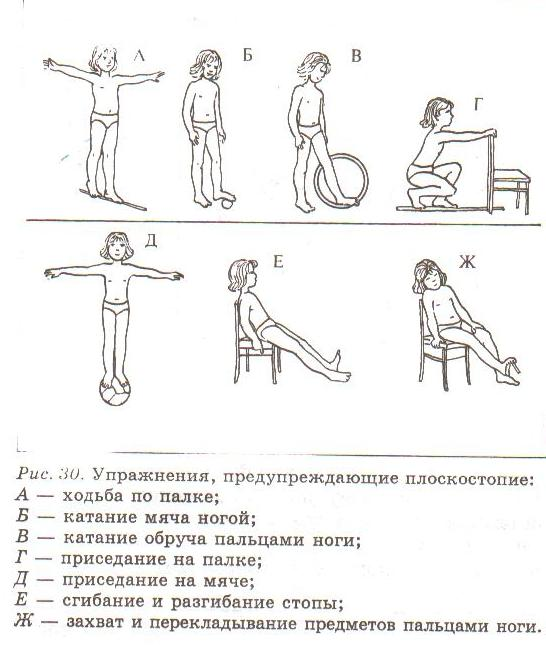 А
Б
В
Г
Д
Е
Ж
Рис. 30. Упражнения, предупреждающие плоскостопие:
А — ходьба по палке;
Б — катание мяча ногой;
В — катание обруча пальцами ноги;
Г — приседание на палке;
Д — приседание на мяче;
Е — сгибание и разгибание стопы;
Ж — захват и перекладывание предметов пальцами ноги.